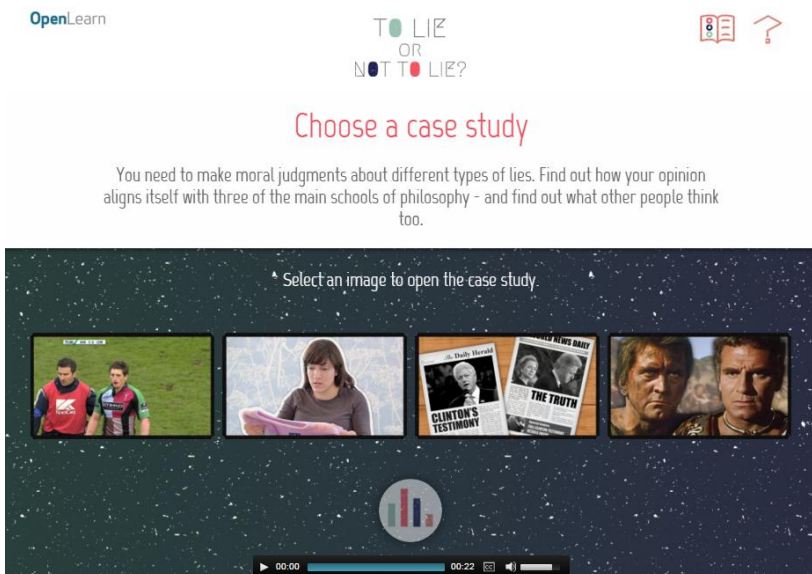 OpenLearn
TO LIE
OR
NOT TO LIE?
Choose a case study
You need to make moral judgments about different types of lies. Find out how your opinion
aligns itself with three of the main schools of philosophy - and find out what other people think
too.
Select an image to open the case study.
The Daily Herald
CLINTON'S
TESTIMONY
NEWS DAILY
THE TRUTH
00:00
00:22
CC